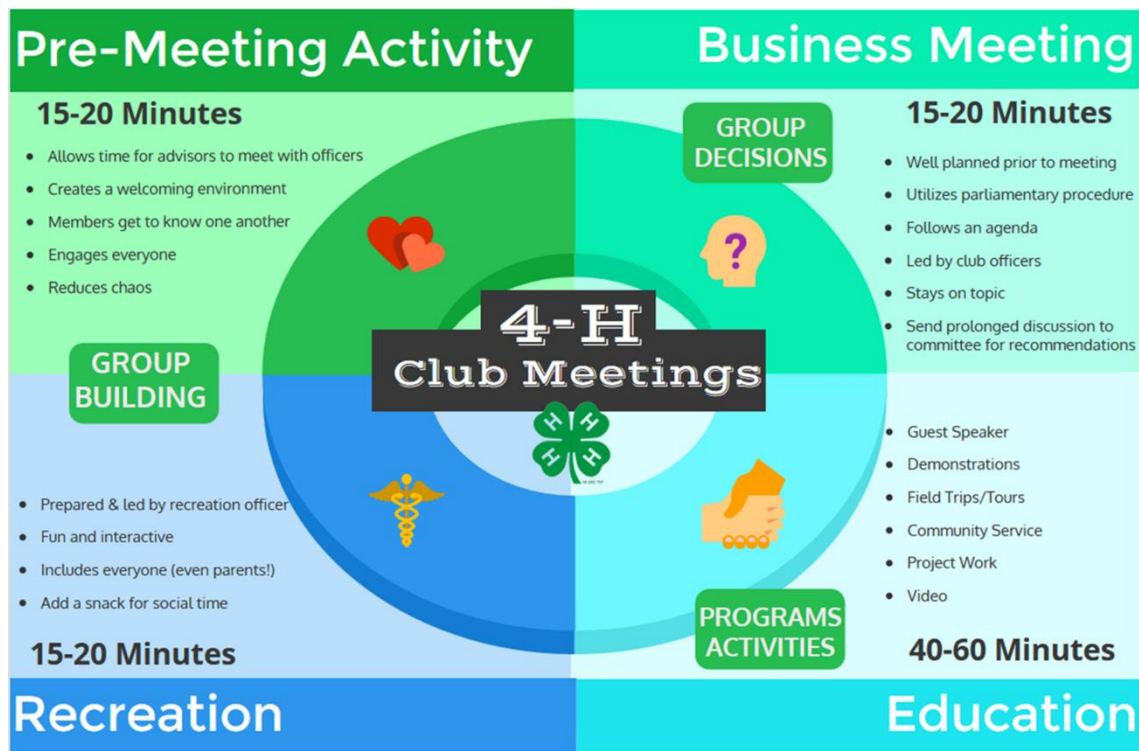 Pre-Meeting Activity
15-20 Minutes
• Allows time for advisors to meet with officers
• Creates a welcoming environment
• Members get to know one another
• Engages everyone
• Reduces chaos
GROUP
BUILDING
Business Meeting
15-20 Minutes
GROUP
DECISIONS
• Well planned prior to meeting
• Utilizes parliamentary procedure
• Follows an agenda
• Led by club officers
• Stays on topic
• Send prolonged discussion to
committee for recommendations
?
4-H
Club Meetings
H H
H H
• Prepared & led by recreation officer
• Fun and interactive
• Includes everyone (even parents!)
• Add a snack for social time
15-20 Minutes
Recreation
• Guest Speaker
• Demonstrations
• Field Trips/Tours
• Community Service
• Project Work
• Video
PROGRAMS
ACTIVITIES
40-60 Minutes
Education